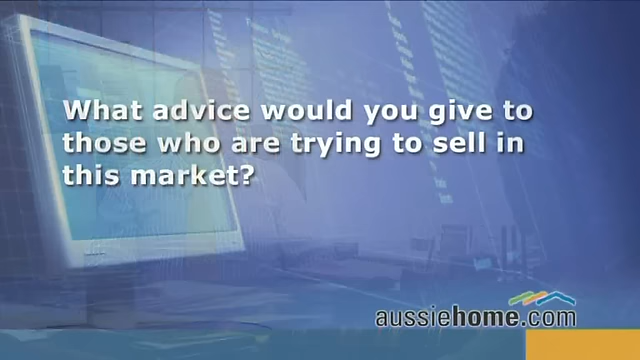 What advice would you give to
those who are trying to sell in
this market?
aussiehome.com